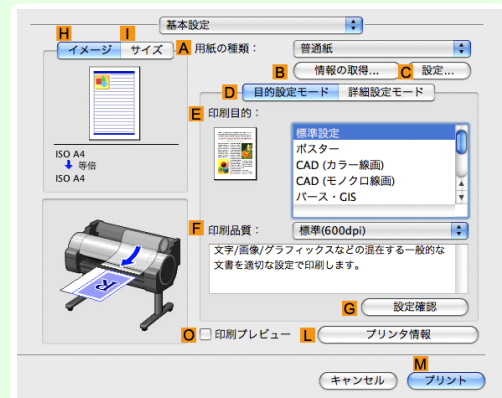 基本設定
H
I
イメージ
サイズ
A
用紙の種類：
普通紙
B
情報の取得...
C
設定...
D
目的設定モード
詳細設定モード
E
印刷目的：
標準設定
ポスター
CAD (カラー線画)
CAD (モノクロ線画)
パース・GIS
ISO A4
等倍
ISO A4
F
印刷品質：
標準(600dpi)
文字/画像/グラフィックスなどの混在する一般的な
文書を適切な設定で印刷します。
G
設定確認
O
印刷プレビュー
L
プリンタ情報
キャンセル
M
プリント